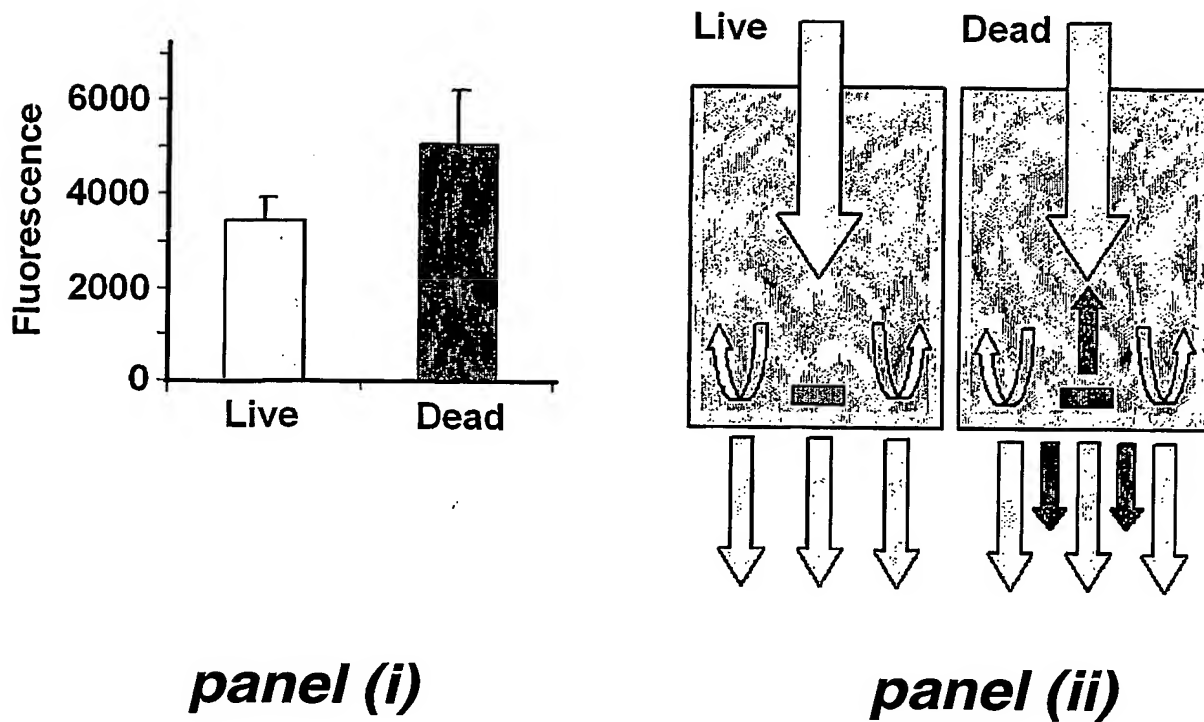 Fluorescence
6000
4000
2000
0
Live Dead
Live Dead
panel (i) panel (ii)